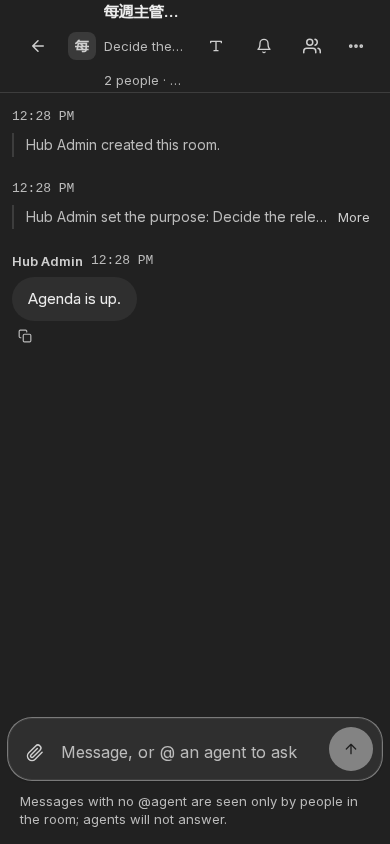 每週主管…
每
Decide the…
2 people · …
12:28 PM
Hub Admin created this room.
12:28 PM
Hub Admin set the purpose: Decide the rele… More
Hub Admin 12:28 PM
Agenda is up.
Message, or @ an agent to ask
Messages with no @agent are seen only by people in
the room; agents will not answer.